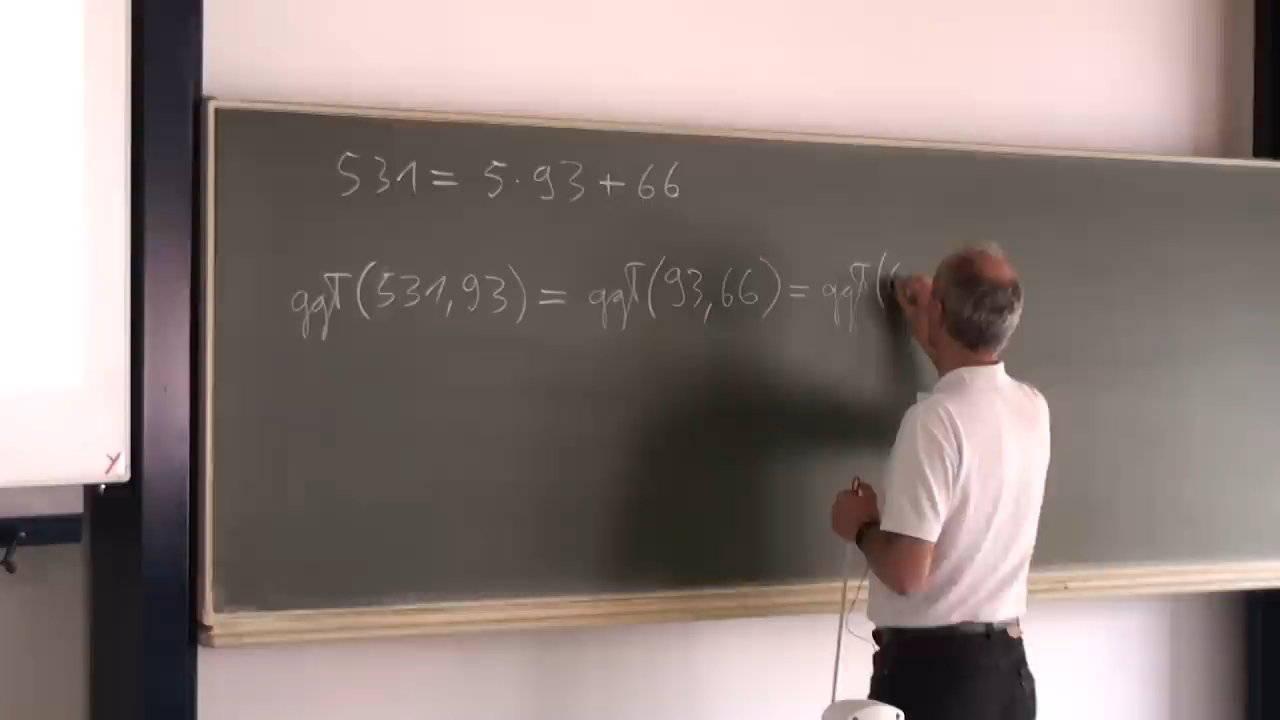 531 = 5·93 + 66
ggT(531,93) = ggT(93,66) = ggT(